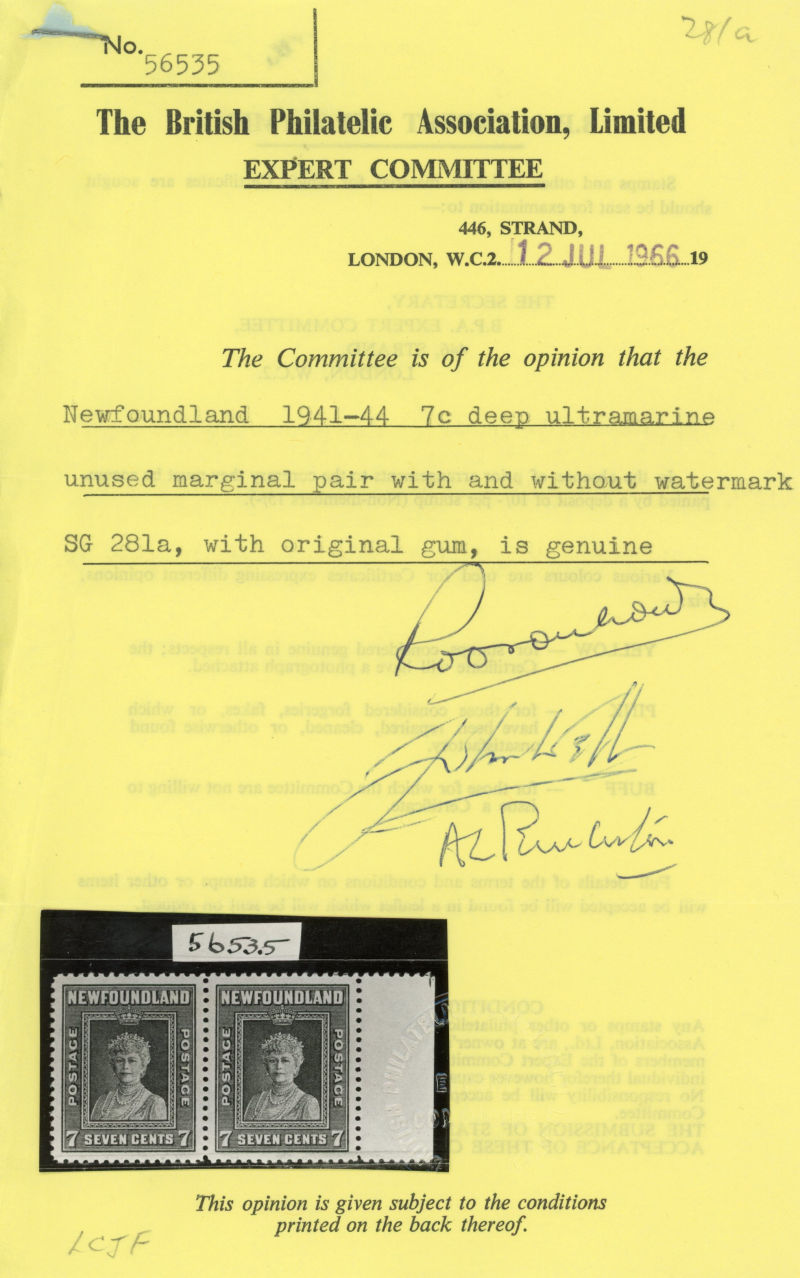 281a
No. 56535
The British Philatelic Association, Limited
EXPERT COMMITTEE
446, STRAND,
LONDON, W.C.2. 12 JUL 1966 19
The Committee is of the opinion that the
Newfoundland 1941-44 7c deep ultramarine
unused marginal pair with and without watermark
SG 281a, with original gum, is genuine
56535
NEWFOUNDLAND NEWFOUNDLAND
POSTAGE POSTAGE POSTAGE POSTAGE
7 SEVEN CENTS 7 7 SEVEN CENTS 7
This opinion is given subject to the conditions
printed on the back thereof.
LCJF